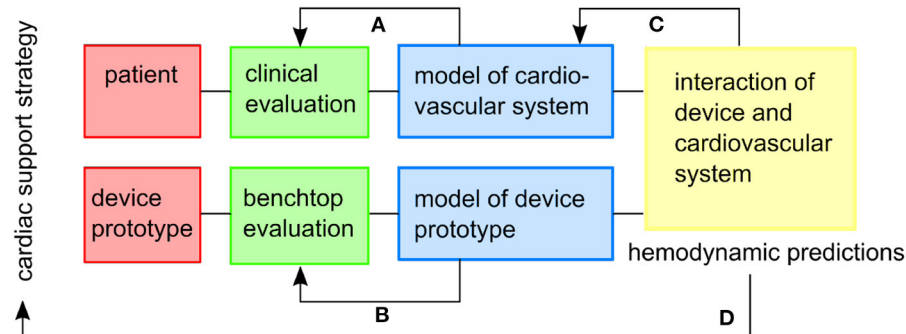 cardiac support strategy
A
C
patient
clinical
evaluation
model of cardio-
vascular system
interaction of
device and
cardiovascular
system
device
prototype
benchtop
evaluation
model of device
prototype
hemodynamic predictions
B
D